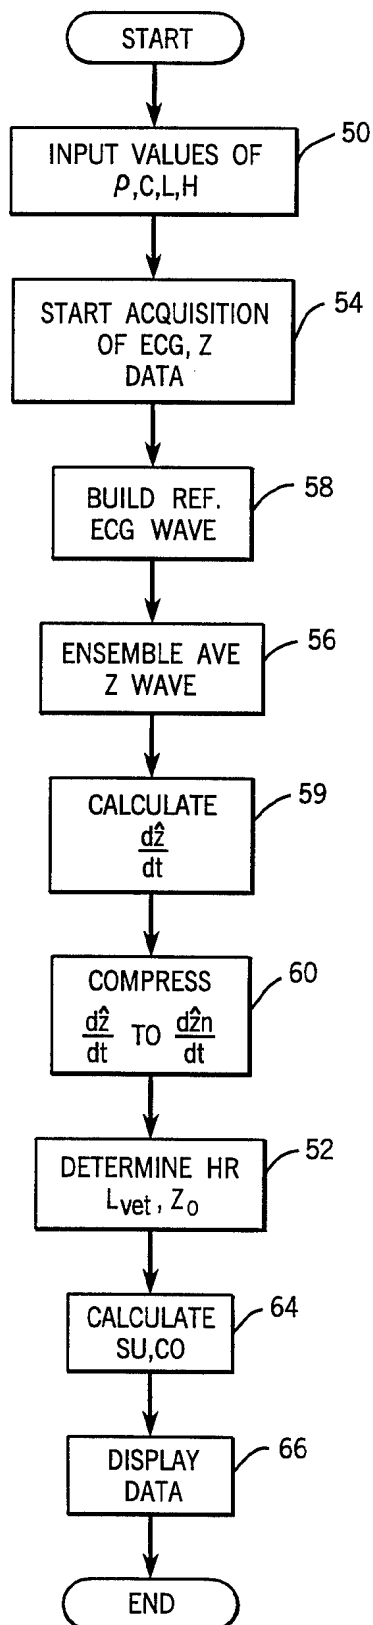 START
INPUT VALUES OF
ρ,C,L,H
50
START ACQUISITION
OF ECG, Z
DATA
54
BUILD REF.
ECG WAVE
58
ENSEMBLE AVE
Z WAVE
56
CALCULATE
dẑ
dt
59
COMPRESS
dẑ/dt TO dẑn/dt
60
DETERMINE HR
Lvet, Zo
52
CALCULATE
SU,CO
64
DISPLAY
DATA
66
END